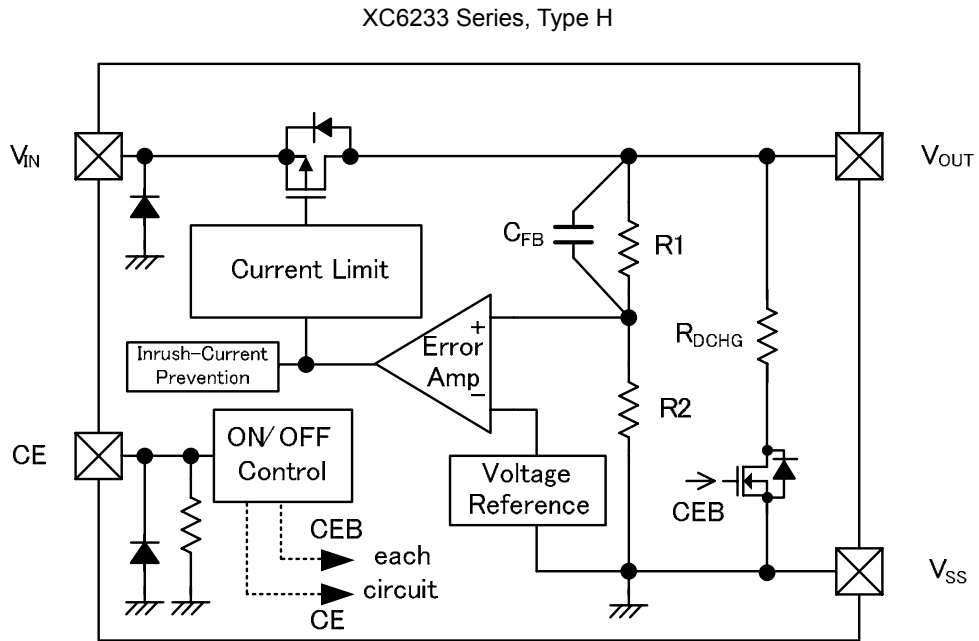 XC6233 Series, Type H
VIN
VOUT
CFB
R1
Current Limit
RDCHG
+
Error
Amp
−
Inrush-Current
Prevention
R2
CE
ON/OFF
Control
Voltage
Reference
CEB
CEB
each
circuit
CE
VSS